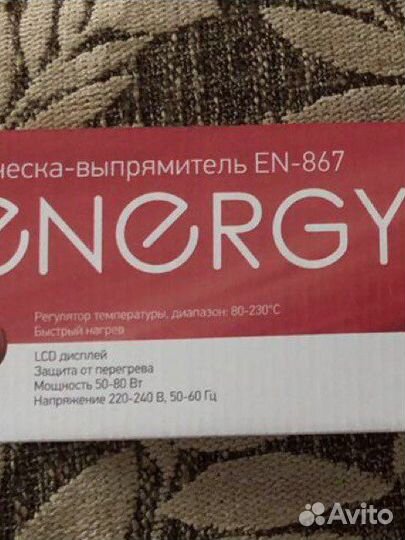 ческа-выпрямитель EN-867
eNeRGY
Регулятор температуры, диапазон: 80-230°С
Быстрый нагрев
LCD дисплей
Защита от перегрева
Мощность 50-80 Вт
Напряжение 220-240 В, 50-60 Гц
Avito